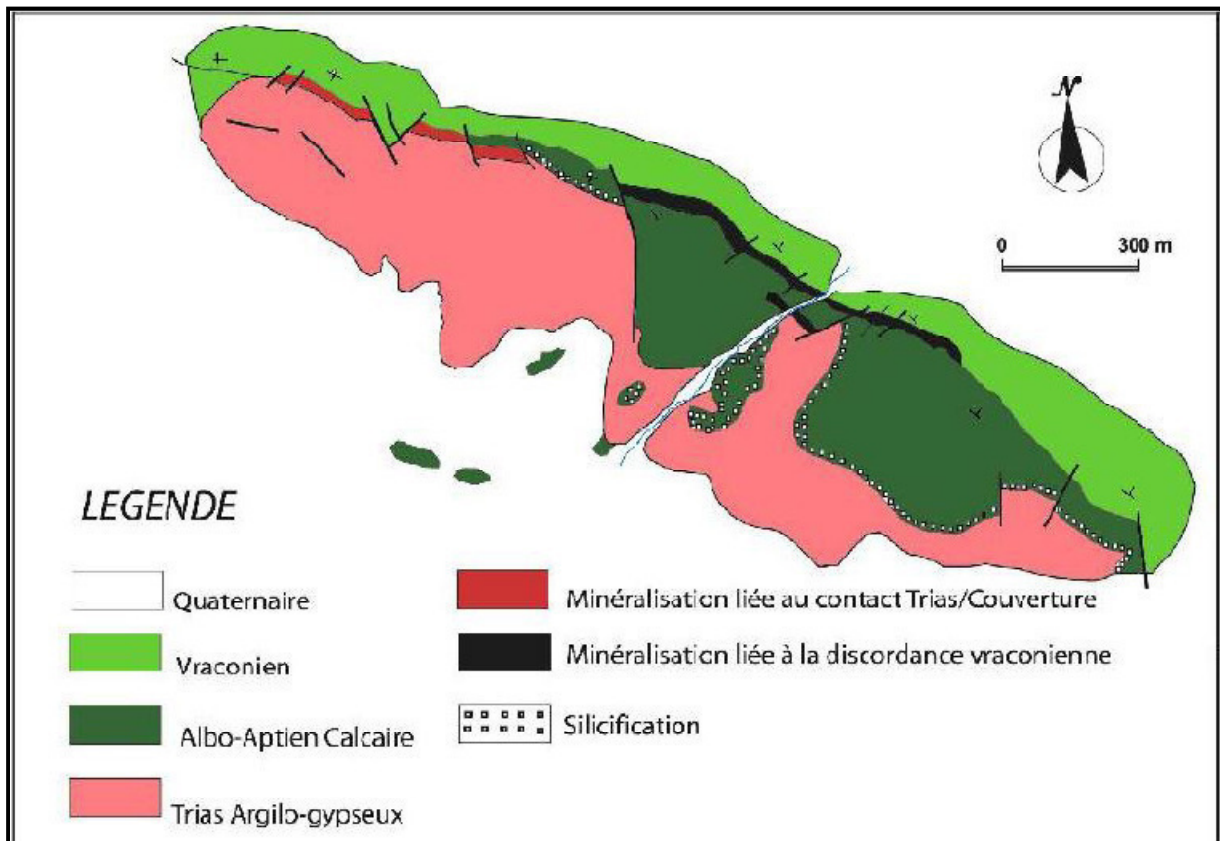 N
0 300 m
LEGENDE
Quaternaire
Vraconien
Albo-Aptien Calcaire
Trias Argilo-gypseux
Minéralisation liée au contact Trias/Couverture
Minéralisation liée à la discordance vraconienne
Silicification